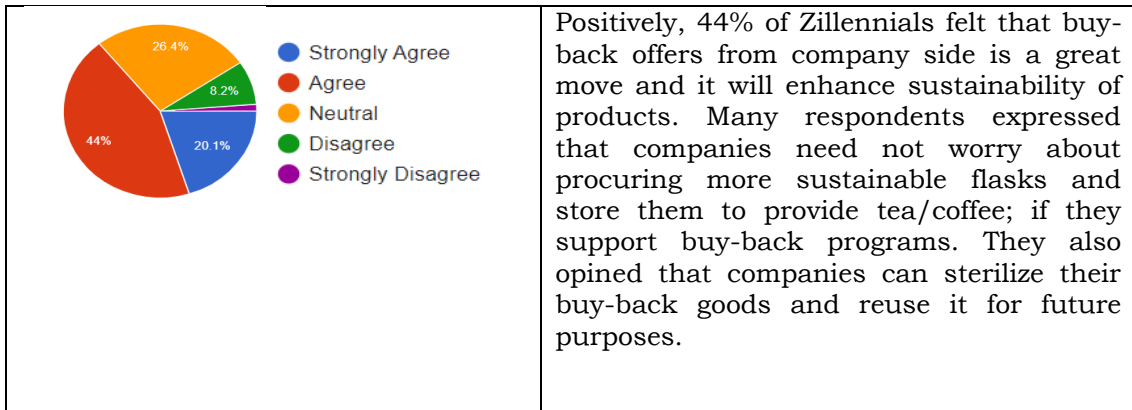 26.4%
8.2%
44%
20.1%
Strongly Agree
Agree
Neutral
Disagree
Strongly Disagree
Positively, 44% of Zillennials felt that buy-
back offers from company side is a great
move and it will enhance sustainability of
products. Many respondents expressed
that companies need not worry about
procuring more sustainable flasks and
store them to provide tea/coffee; if they
support buy-back programs. They also
opined that companies can sterilize their
buy-back goods and reuse it for future
purposes.